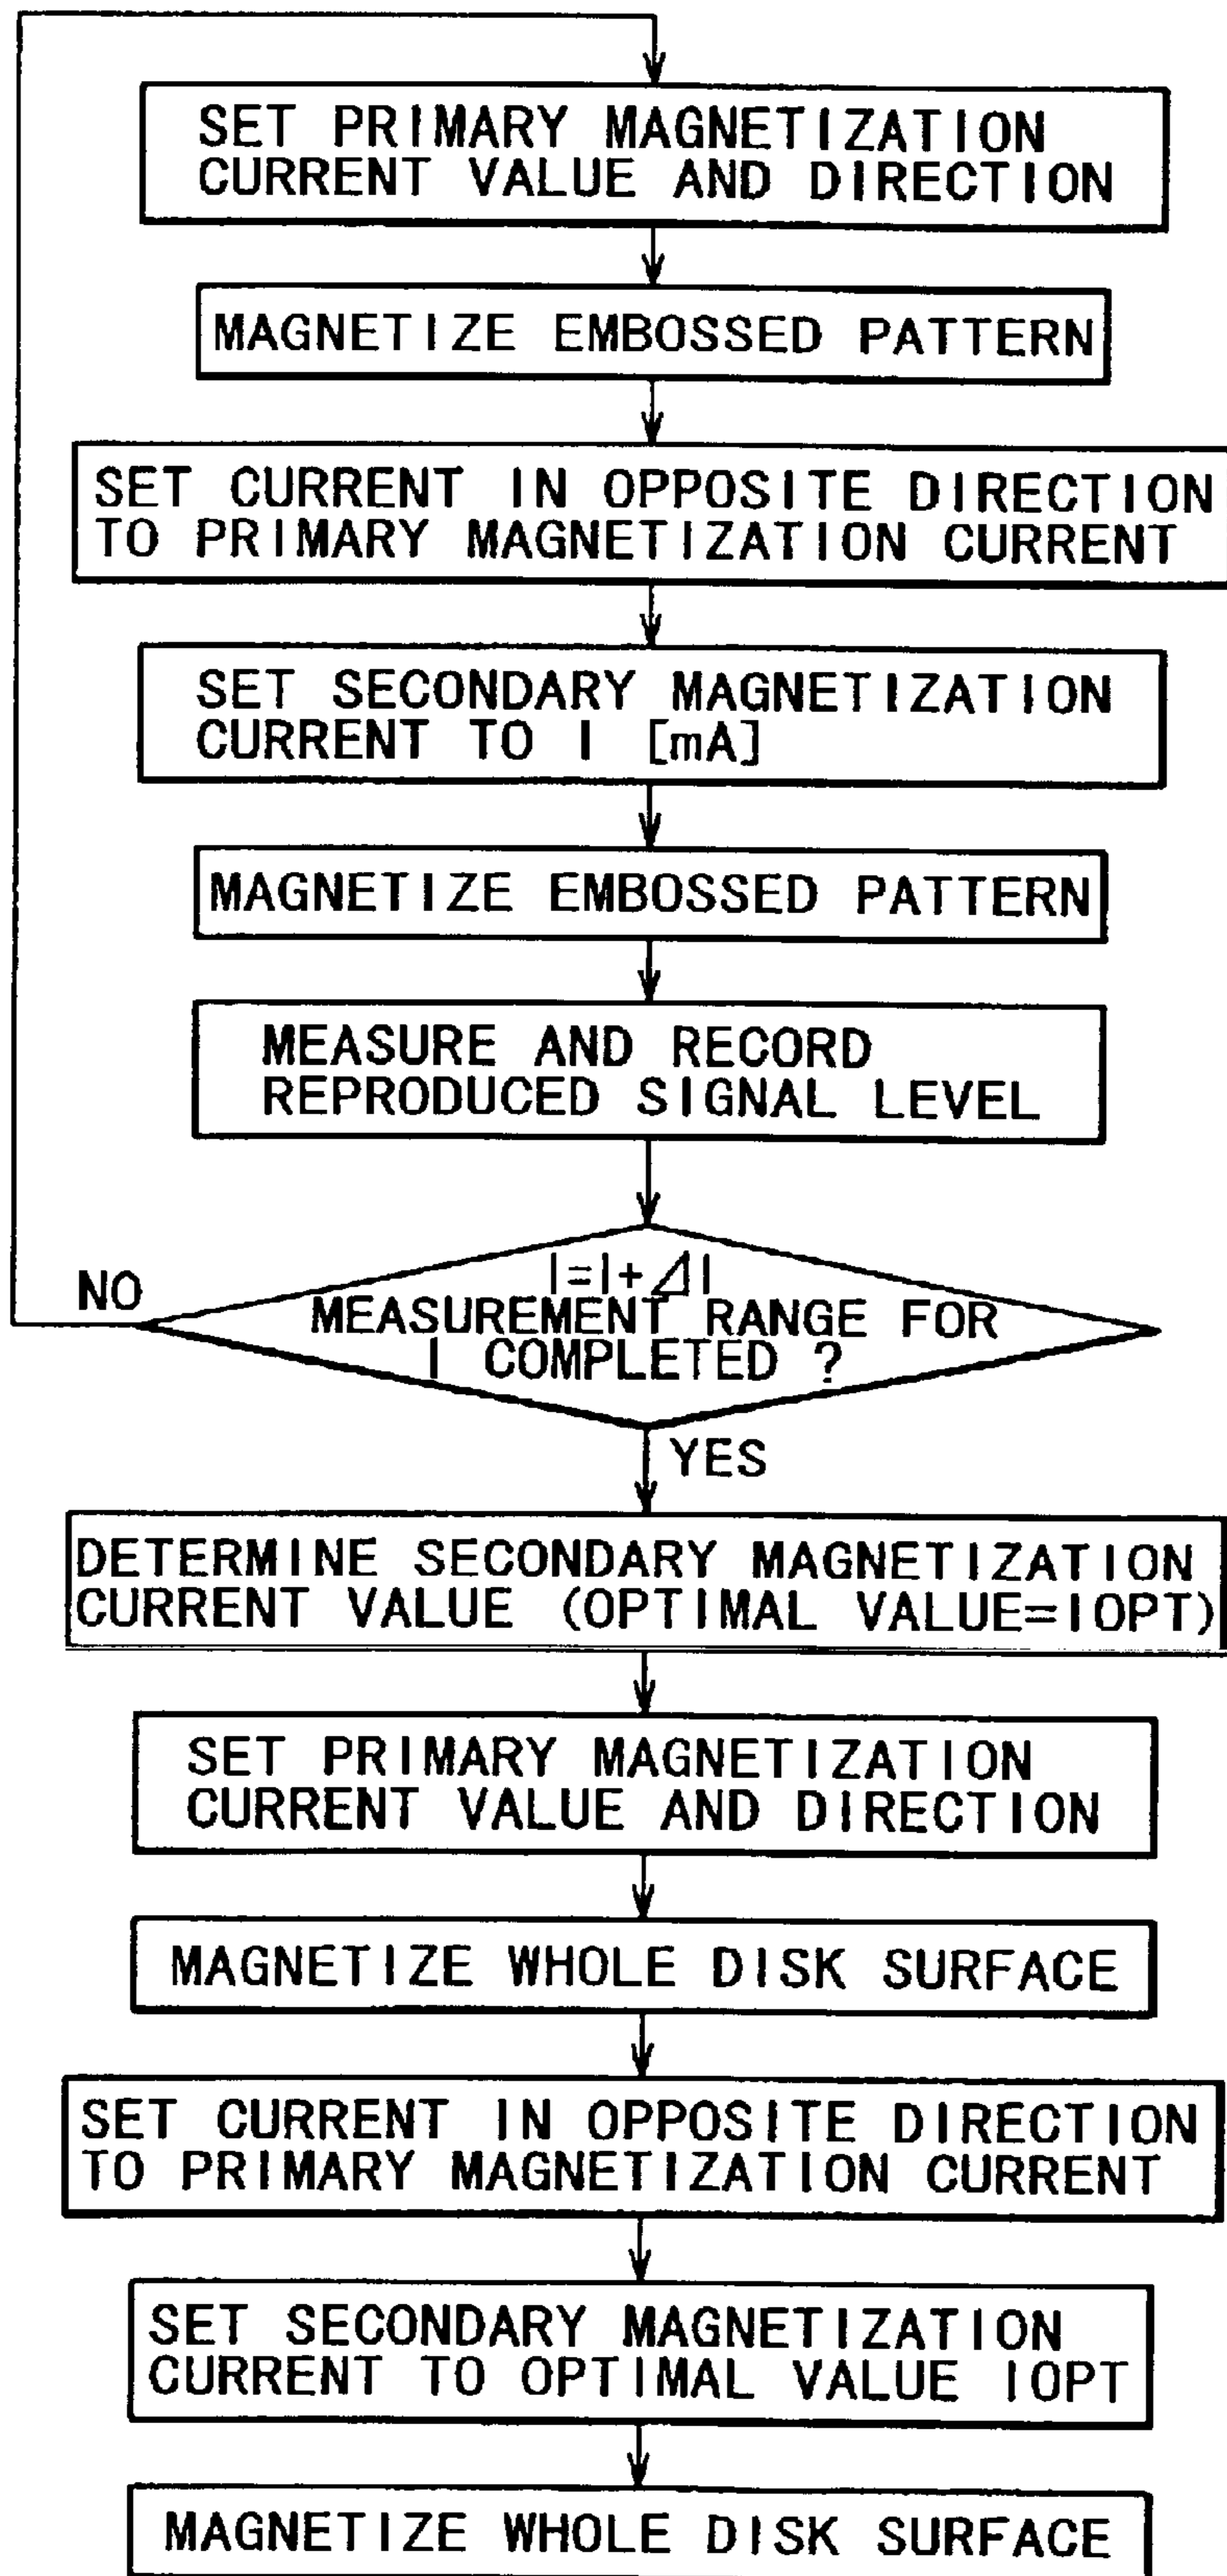 SET PRIMARY MAGNETIZATION
CURRENT VALUE AND DIRECTION
MAGNETIZE EMBOSSED PATTERN
SET CURRENT IN OPPOSITE DIRECTION
TO PRIMARY MAGNETIZATION CURRENT
SET SECONDARY MAGNETIZATION
CURRENT TO I [mA]
MAGNETIZE EMBOSSED PATTERN
MEASURE AND RECORD
REPRODUCED SIGNAL LEVEL
I=I+⊿I
NO
MEASUREMENT RANGE FOR
I COMPLETED ?
YES
DETERMINE SECONDARY MAGNETIZATION
CURRENT VALUE (OPTIMAL VALUE=IOPT)
SET PRIMARY MAGNETIZATION
CURRENT VALUE AND DIRECTION
MAGNETIZE WHOLE DISK SURFACE
SET CURRENT IN OPPOSITE DIRECTION
TO PRIMARY MAGNETIZATION CURRENT
SET SECONDARY MAGNETIZATION
CURRENT TO OPTIMAL VALUE IOPT
MAGNETIZE WHOLE DISK SURFACE